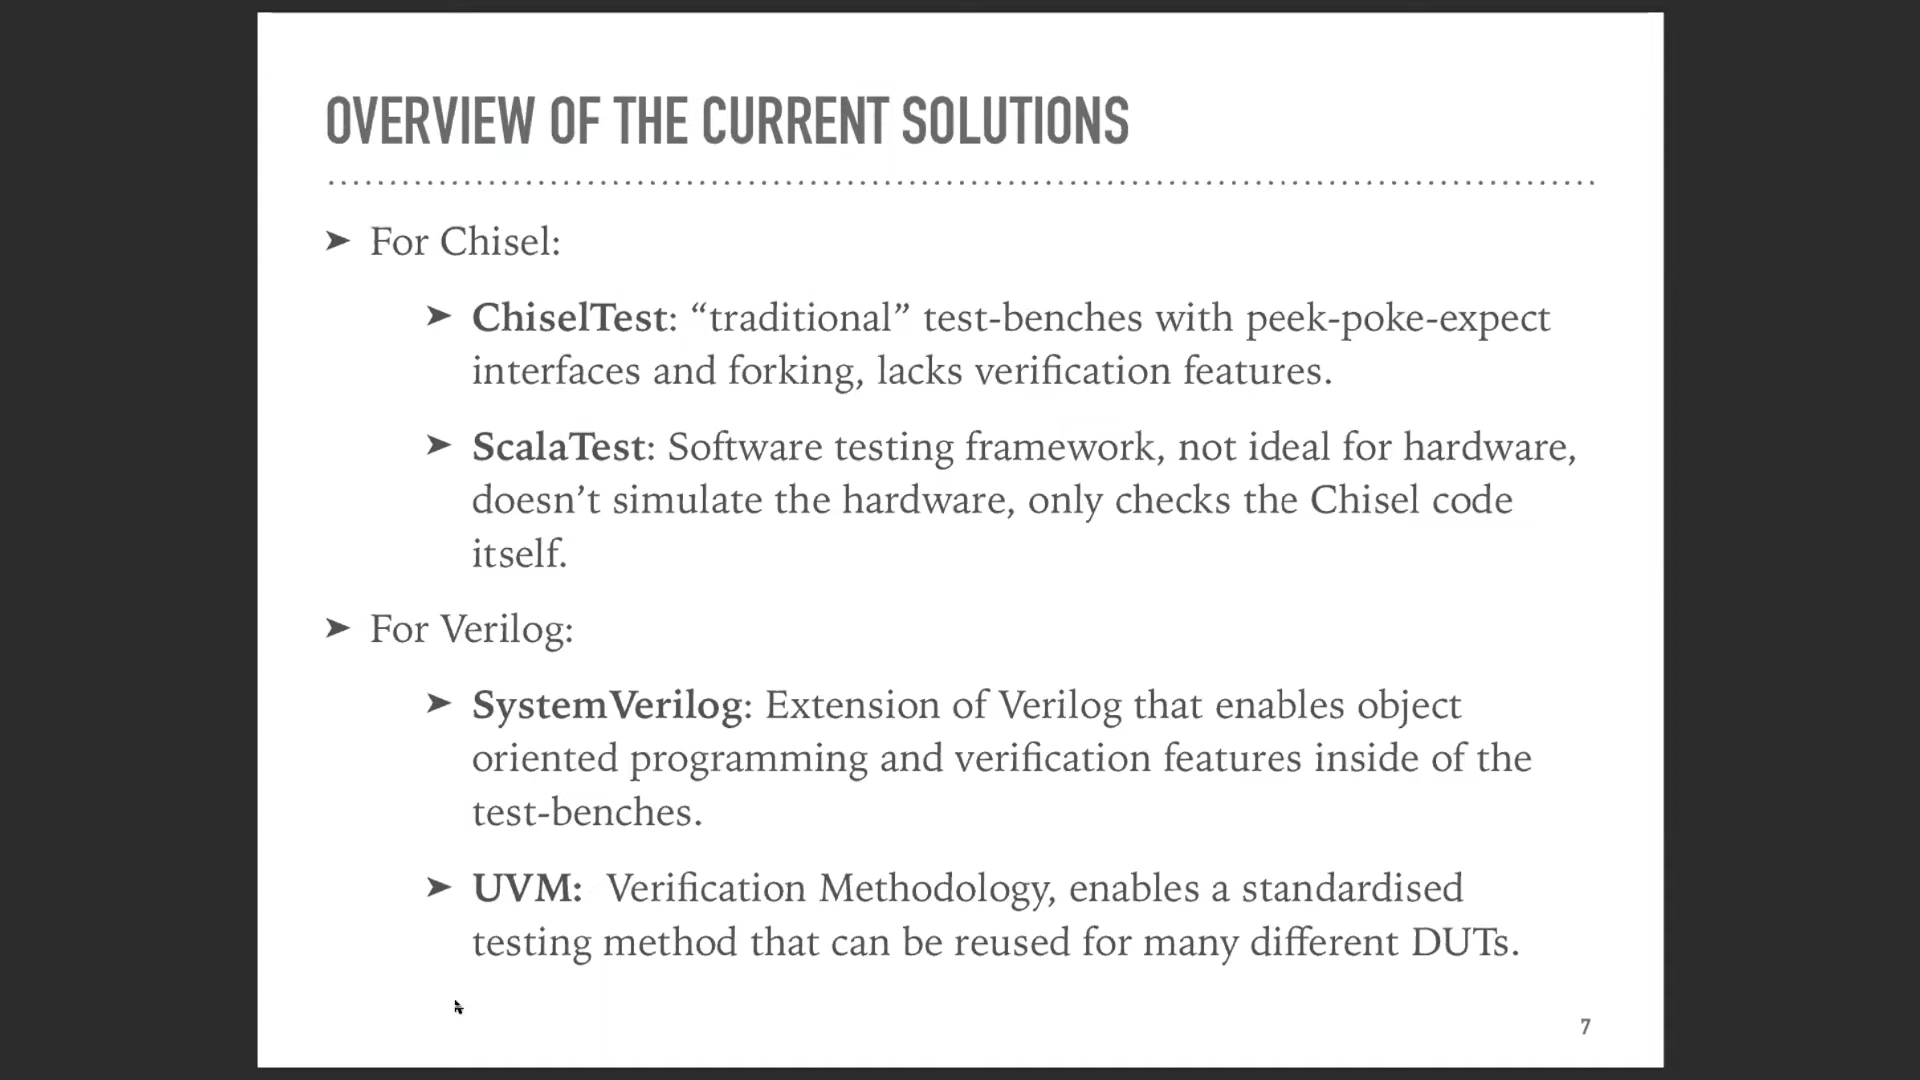 OVERVIEW OF THE CURRENT SOLUTIONS
➤ For Chisel:
➤ ChiselTest: “traditional” test-benches with peek-poke-expect
interfaces and forking, lacks verification features.
➤ ScalaTest: Software testing framework, not ideal for hardware,
doesn’t simulate the hardware, only checks the Chisel code
itself.
➤ For Verilog:
➤ SystemVerilog: Extension of Verilog that enables object
oriented programming and verification features inside of the
test-benches.
➤ UVM: Verification Methodology, enables a standardised
testing method that can be reused for many different DUTs.
7